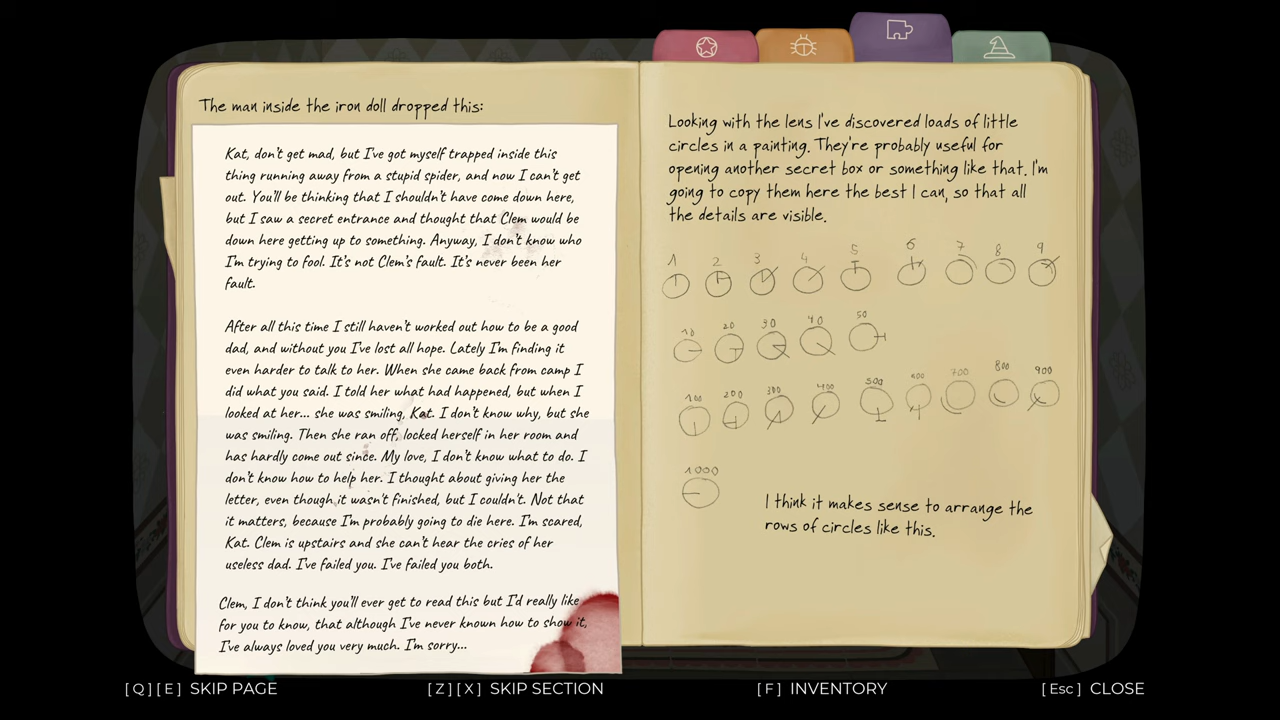 The man inside the iron doll dropped this:
Kat, don't get mad, but I've got myself trapped inside this
thing running away from a stupid spider, and now I can't get
out. You'll be thinking that I shouldn't have come down here,
but I saw a secret entrance and thought that Clem would be
down here getting up to something. Anyway, I don't know who
I'm trying to fool. It's not Clem's fault. It's never been her
fault.
After all this time I still haven't worked out how to be a good
dad, and without you I've lost all hope. Lately I'm finding it
even harder to talk to her. When she came back from camp I
did what you said. I told her what had happened, but when I
looked at her... she was smiling, Kat. I don't know why, but she
was smiling. Then she ran off, locked herself in her room and
has hardly come out since. My love, I don't know what to do. I
don't know how to help her. I thought about giving her the
letter, even though it wasn't finished, but I couldn't. Not that
it matters, because I'm probably going to die here. I'm scared,
Kat. Clem is upstairs and she can't hear the cries of her
useless dad. I've failed you. I've failed you both.
Clem, I don't think you'll ever get to read this but I'd really like
for you to know, that although I've never known how to show it,
I've always loved you very much. I'm sorry...
Looking with the lens I've discovered loads of little
circles in a painting. They're probably useful for
opening another secret box or something like that. I'm
going to copy them here the best I can, so that all
the details are visible.
1 2 3 4 5 6 7 8 9
10 20 30 40 50
100 200 300 400 500 600 700 800 900
1000
I think it makes sense to arrange the
rows of circles like this.
[Q][E] SKIP PAGE [Z][X] SKIP SECTION [F] INVENTORY [Esc] CLOSE